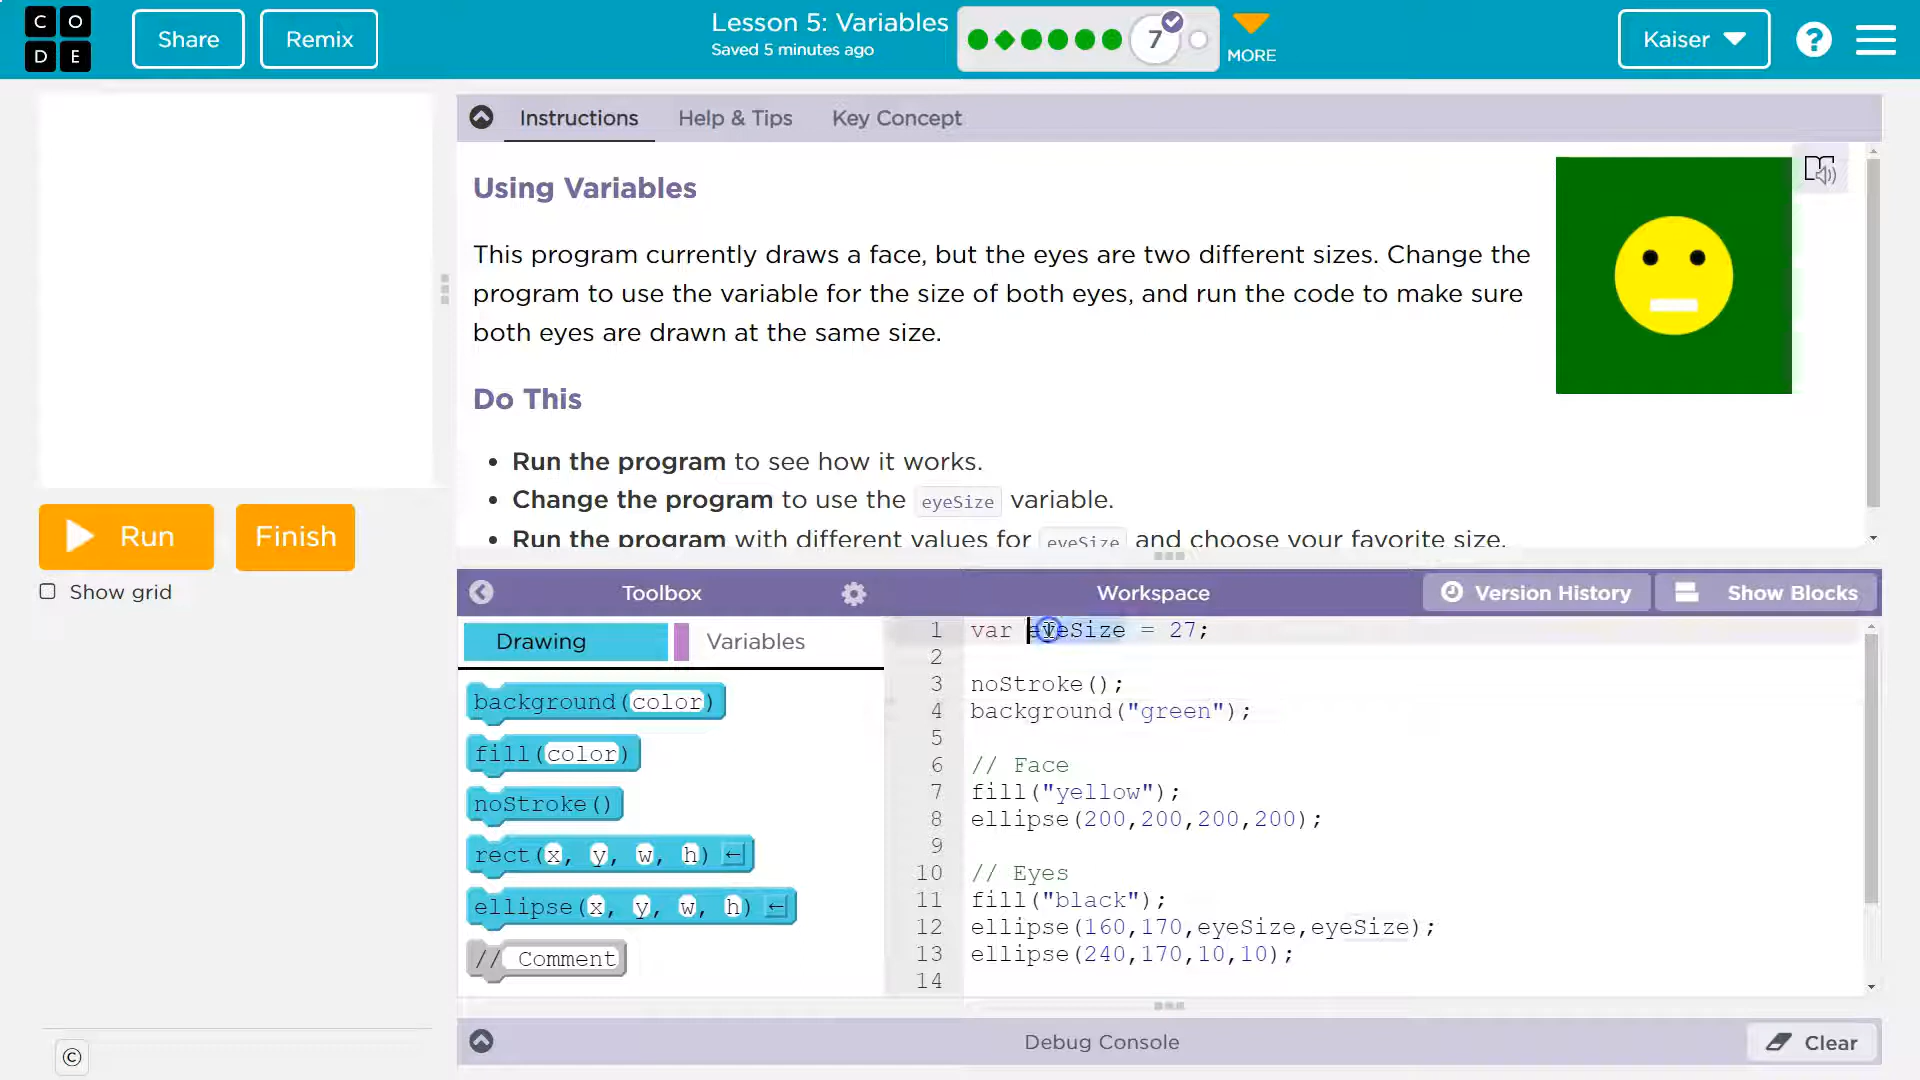 CODE
Share
Remix
Lesson 5: Variables
Saved 5 minutes ago
7
MORE
Kaiser
?
Instructions
Help & Tips
Key Concept
Using Variables
This program currently draws a face, but the eyes are two different sizes. Change the
program to use the variable for the size of both eyes, and run the code to make sure
both eyes are drawn at the same size.
Do This
• Run the program to see how it works.
• Change the program to use the eyeSize variable.
• Run the program with different values for eyeSize and choose your favorite size.
Run
Finish
Show grid
Toolbox
Workspace
Version History
Show Blocks
Drawing
Variables
background(color)
fill(color)
noStroke()
rect(x, y, w, h) ←
ellipse(x, y, w, h) ←
// Comment
1 var eyeSize = 27;
2
3 noStroke();
4 background("green");
5
6 // Face
7 fill("yellow");
8 ellipse(200,200,200,200);
9
10 // Eyes
11 fill("black");
12 ellipse(160,170,eyeSize,eyeSize);
13 ellipse(240,170,10,10);
14
Debug Console
Clear
©